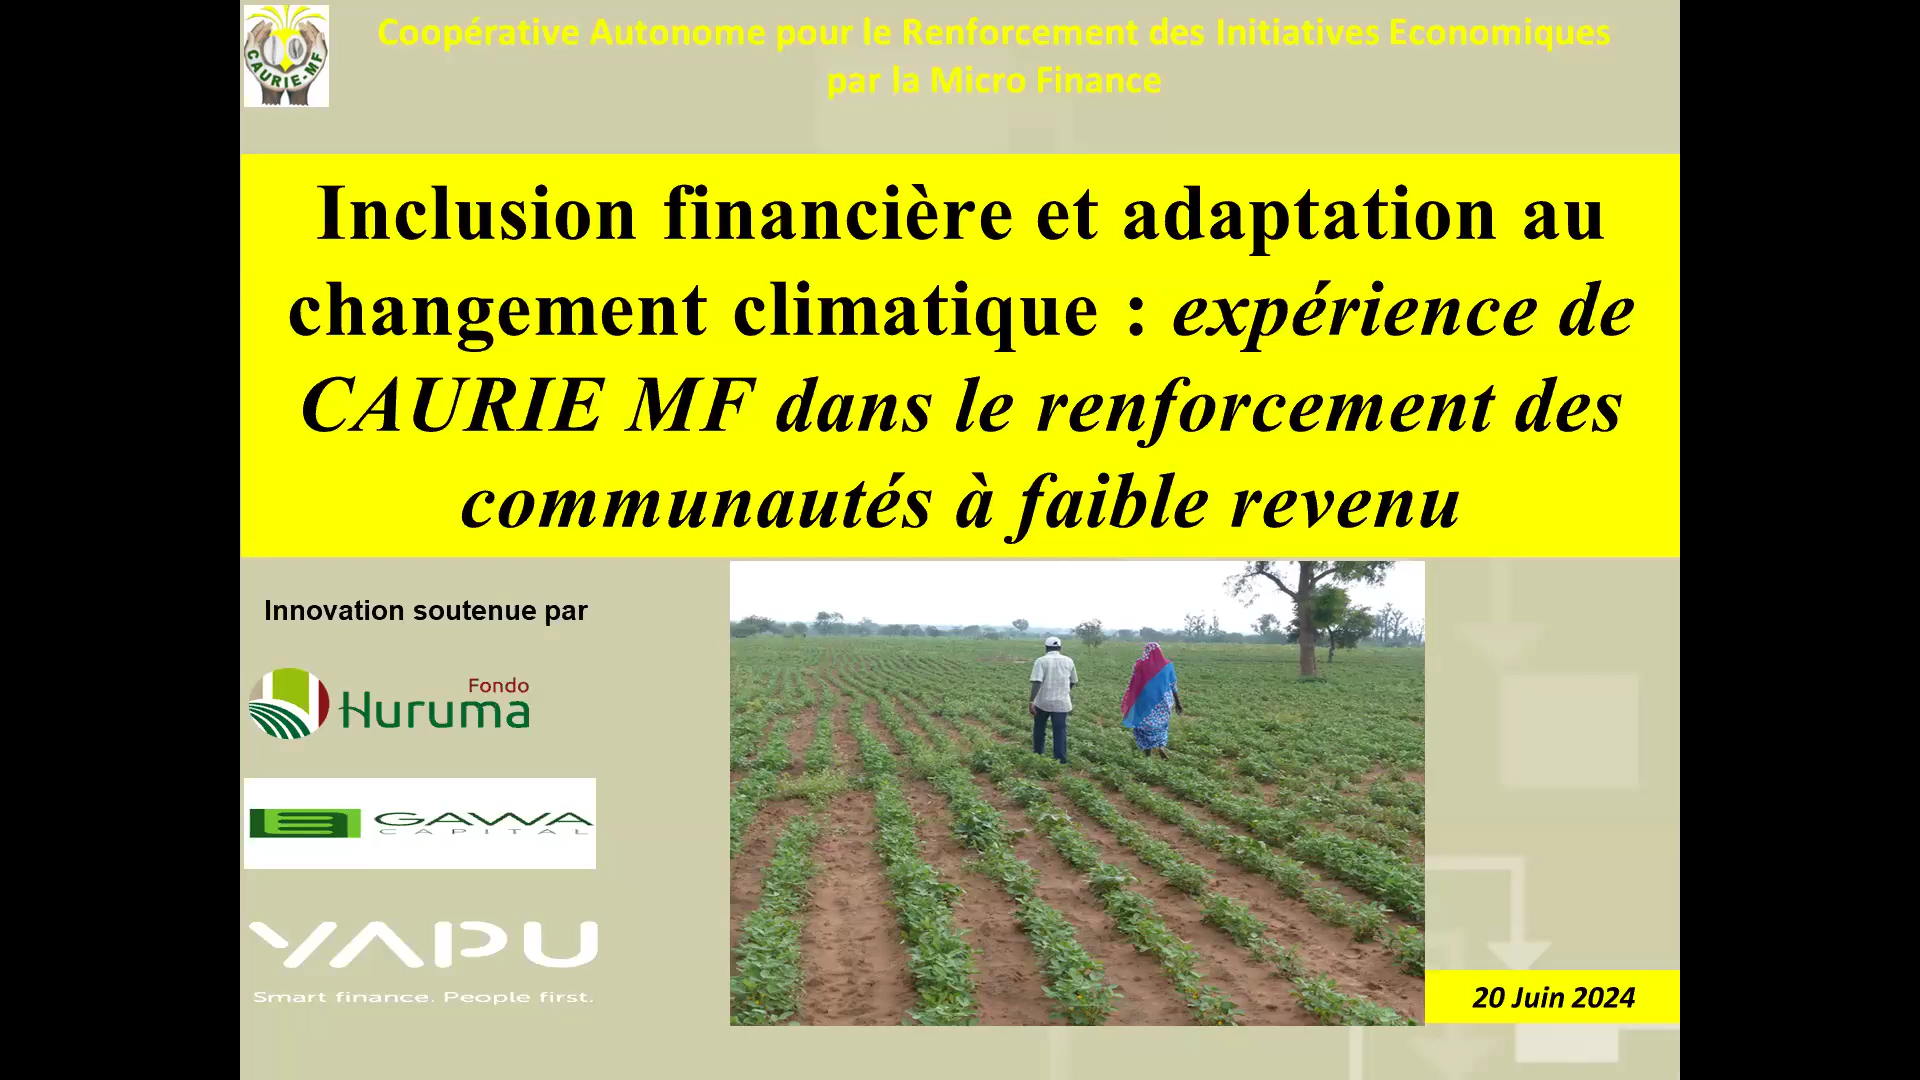 CAURIE-MF
Coopérative Autonome pour le Renforcement des Initiatives Economiques
par la Micro Finance
Inclusion financière et adaptation au
changement climatique : expérience de
CAURIE MF dans le renforcement des
communautés à faible revenu
Innovation soutenue par
Fondo
Huruma
GAWA
CAPITAL
YAPU
Smart finance. People first.
20 Juin 2024